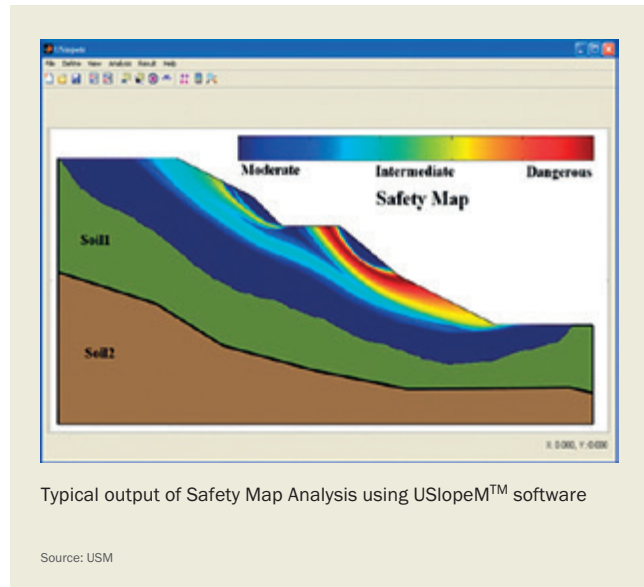 USlopeM
File Define View Analysis Result Help
Moderate Intermediate Dangerous
Safety Map
Soil1
Soil2
X: 0.000, Y: 0.000
Typical output of Safety Map Analysis using USlopeM™ software
Source: USM